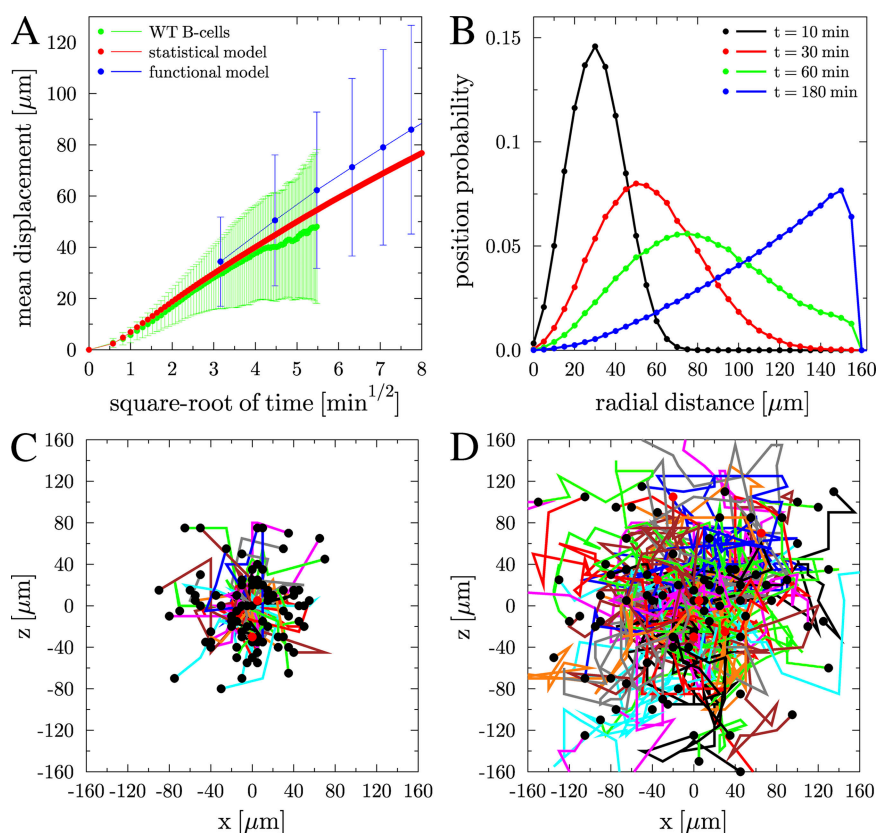 A
WT B-cells
statistical model
functional model
mean displacement [μm]
120
100
80
60
40
20
0
0 1 2 3 4 5 6 7 8
square-root of time [min^1/2]
B
t = 10 min
t = 30 min
t = 60 min
t = 180 min
position probability
0.15
0.1
0.05
0.0
0 20 40 60 80 100 120 140 160
radial distance [μm]
C
z [μm]
160
120
80
40
0
-40
-80
-120
-160
-160 -120 -80 -40 0 40 80 120 160
x [μm]
D
z [μm]
160
120
80
40
0
-40
-80
-120
-160
-160 -120 -80 -40 0 40 80 120 160
x [μm]